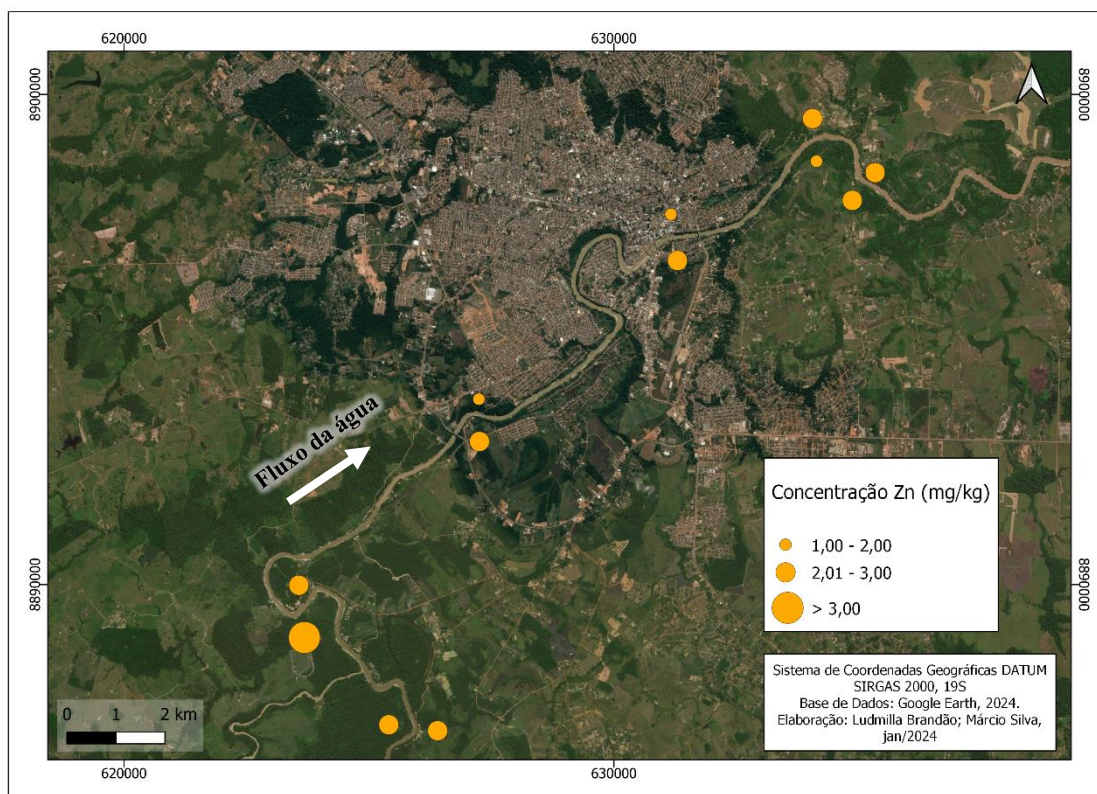 620000
630000
8900000
8900000
Fluxo da água
Concentração Zn (mg/kg)
1,00 - 2,00
2,01 - 3,00
> 3,00
8890000
8890000
Sistema de Coordenadas Geográficas DATUM
SIRGAS 2000, 19S
Base de Dados: Google Earth, 2024.
Elaboração: Ludmilla Brandão; Márcio Silva,
jan/2024
0 1 2 km
620000
630000